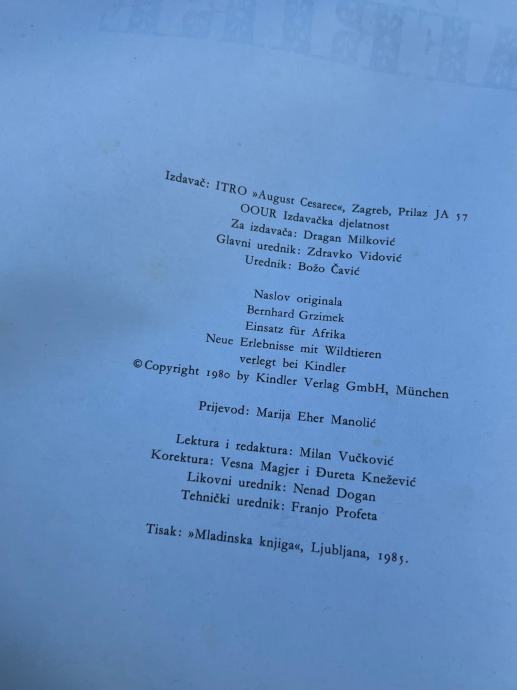 Izdavač: ITRO »August Cesarec«, Zagreb, Prilaz JA 57
OOUR Izdavačka djelatnost
Za izdavača: Dragan Milković
Glavni urednik: Zdravko Vidović
Urednik: Božo Čavić
Naslov originala
Bernhard Grzimek
Einsatz für Afrika
Neue Erlebnisse mit Wildtieren
verlegt bei Kindler
© Copyright 1980 by Kindler Verlag GmbH, München
Prijevod: Marija Eher Manolić
Lektura i redaktura: Milan Vučković
Korektura: Vesna Magjer i Đureta Knežević
Likovni urednik: Nenad Dogan
Tehnički urednik: Franjo Profeta
Tisak: »Mladinska knjiga«, Ljubljana, 1985.